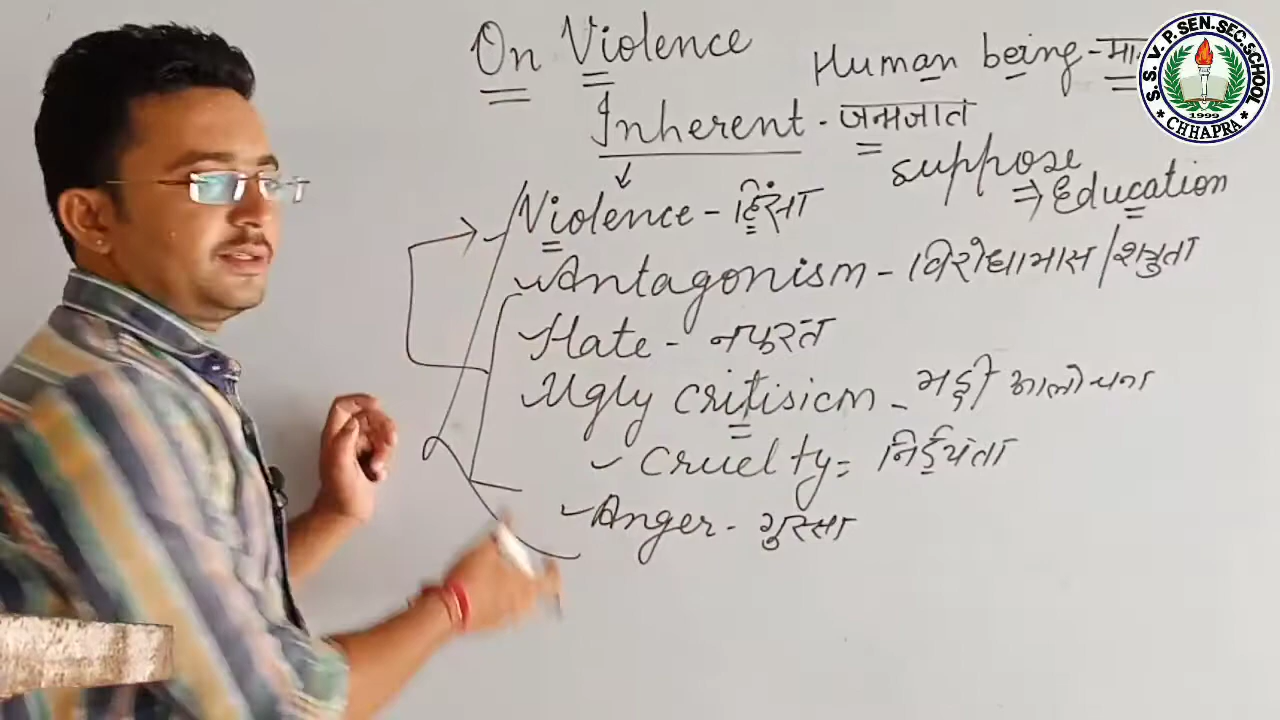 On Violence
Human being - मा
Inherent - जन्मजात
suppose
⇒ Education
Violence - हिंसा
Antagonism - विरोधाभास / शत्रुता
Hate - नफरत
Ugly critisicm - भद्दी आलोचना
Cruelty = निर्दयता
Anger - गुस्सा
S. S. V. P. SEN. SEC. SCHOOL
1999
* CHHAPRA *